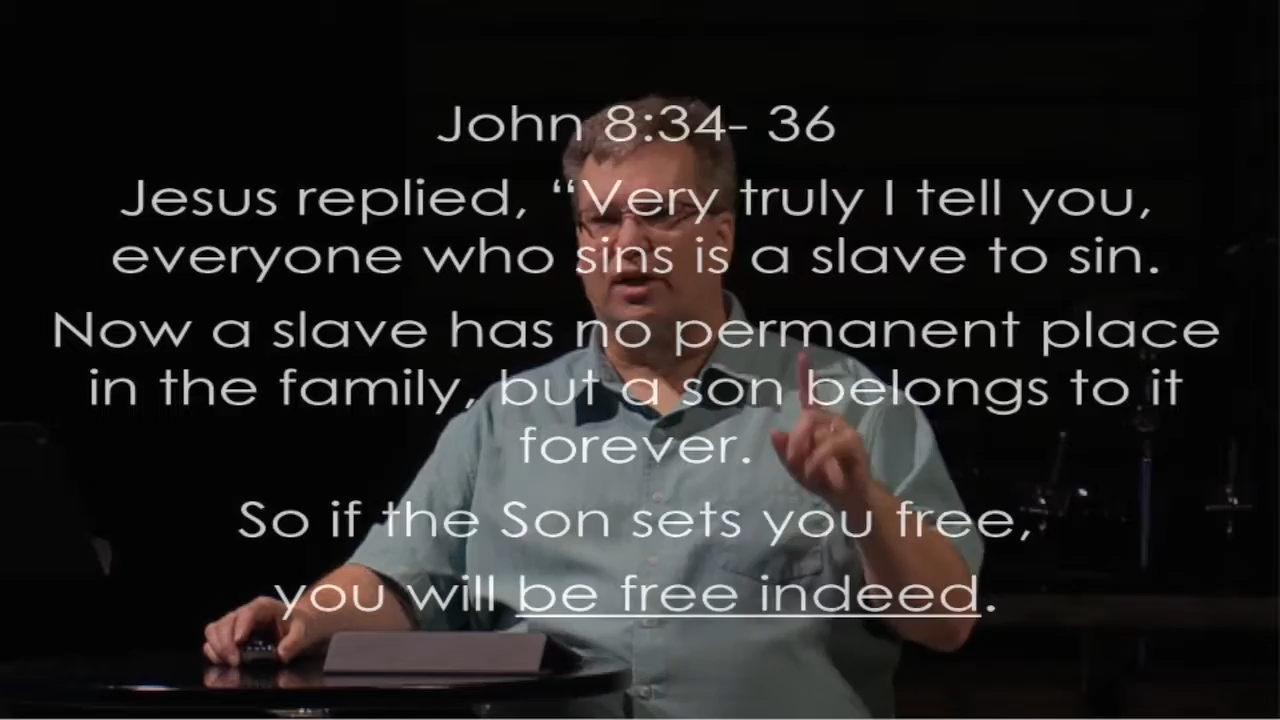 John 8:34- 36
Jesus replied, “Very truly I tell you,
everyone who sins is a slave to sin.
Now a slave has no permanent place
in the family, but a son belongs to it
forever.
So if the Son sets you free,
you will be free indeed.